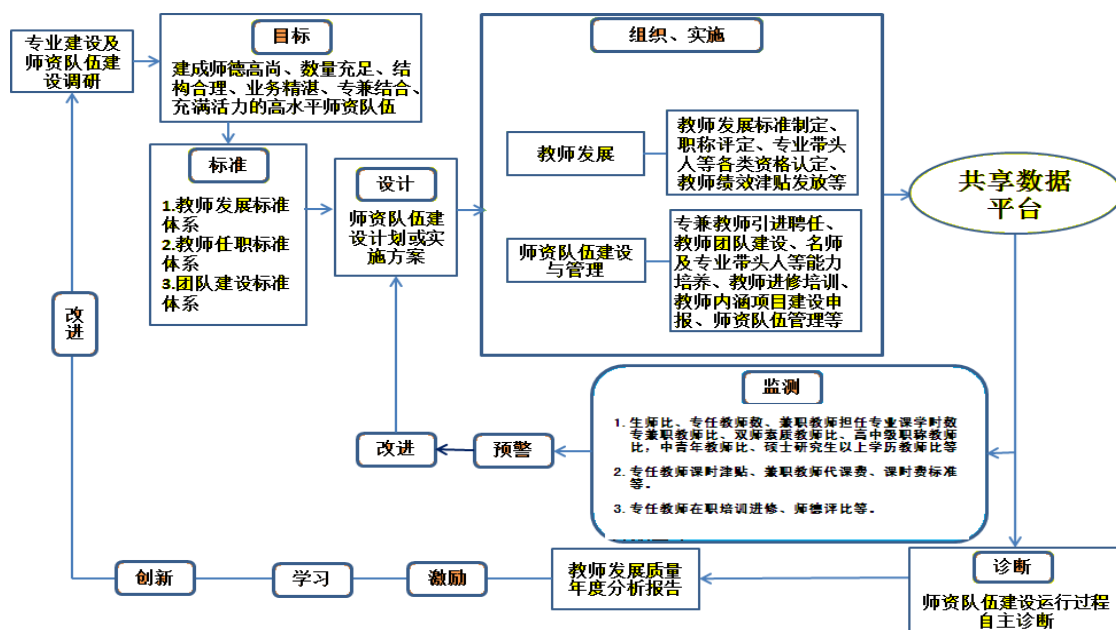 专业建设及
师资队伍建
设调研
目标
建成师德高尚、数量充足、结
构合理、业务精湛、专兼结合、
充满活力的高水平师资队伍
标准
1.教师发展标准
体系
2.教师任职标准
体系
3.团队建设标准
体系
设计
师资队伍建
设计划或实
施方案
组织、实施
教师发展
教师发展标准制定、
职称评定、专业带头
人等各类资格认定、
教师绩效津贴发放等
师资队伍建设
与管理
专兼教师引进聘任、
教师团队建设、名师
及专业带头人等能力
培养、教师进修培训、
教师内涵项目建设申
报、师资队伍管理等
共享数据
平台
监测
1. 生师比、专任教师数、兼职教师担任专业课学时数
专兼职教师比、双师素质教师比、高中级职称教师
比，中青年教师比、硕士研究生以上学历教师比等
2. 专任教师课时津贴、兼职教师代课费、课时费标准
等。
3. 专任教师在职培训进修、师德评比等。
预警
改进
改进
诊断
师资队伍建设运行过程
自主诊断
教师发展质量
年度分析报告
激励
学习
创新